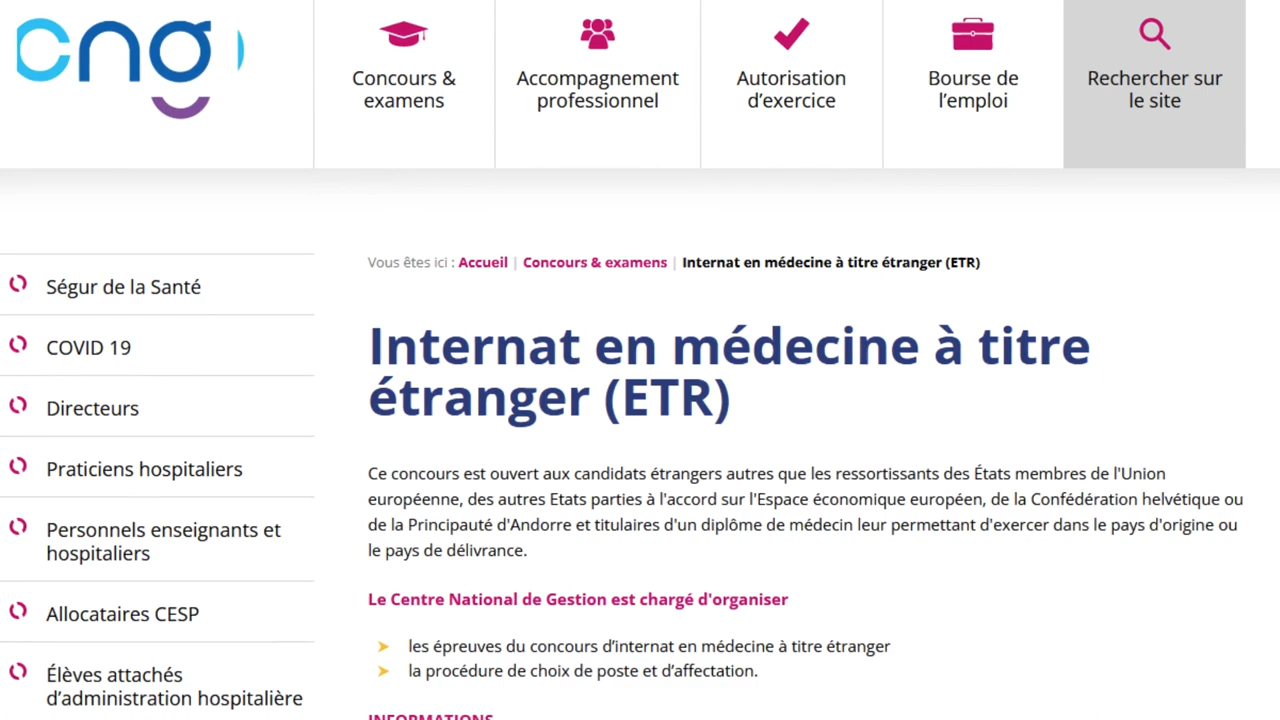 cng
Concours &
examens
Accompagnement
professionnel
Autorisation
d’exercice
Bourse de
l’emploi
Rechercher sur
le site
Ségur de la Santé
COVID 19
Directeurs
Praticiens hospitaliers
Personnels enseignants et
hospitaliers
Allocataires CESP
Élèves attachés
d’administration hospitalière
Vous êtes ici : Accueil | Concours & examens | Internat en médecine à titre étranger (ETR)
Internat en médecine à titre
étranger (ETR)
Ce concours est ouvert aux candidats étrangers autres que les ressortissants des États membres de l'Union
européenne, des autres Etats parties à l'accord sur l'Espace économique européen, de la Confédération helvétique ou
de la Principauté d'Andorre et titulaires d'un diplôme de médecin leur permettant d'exercer dans le pays d'origine ou
le pays de délivrance.
Le Centre National de Gestion est chargé d'organiser
les épreuves du concours d’internat en médecine à titre étranger
la procédure de choix de poste et d’affectation.
INFORMATIONS